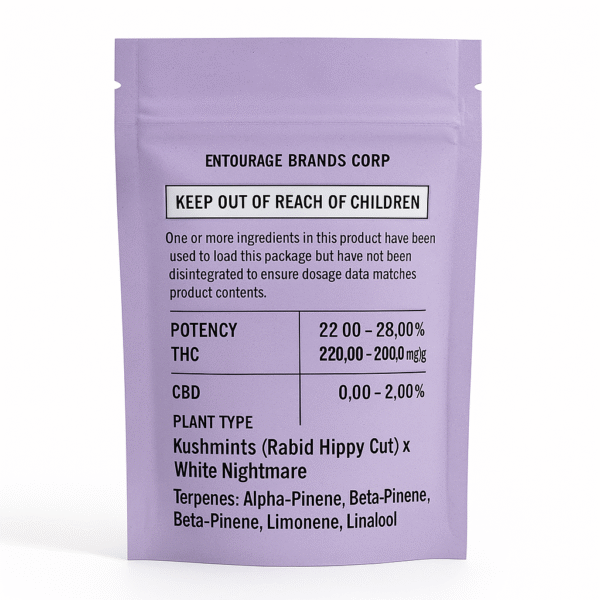 ENTOURAGE BRANDS CORP
KEEP OUT OF REACH OF CHILDREN
One or more ingredients in this product have been
used to load this package but have not been
disintegrated to ensure dosage data matches
product contents.
POTENCY 22 00 – 28,00%
THC 220,00 – 200,0 mg)g
CBD 0,00 – 2,00%
PLANT TYPE
Kushmints (Rabid Hippy Cut) x
White Nightmare
Terpenes: Alpha-Pinene, Beta-Pinene,
Beta-Pinene, Limonene, Linalool